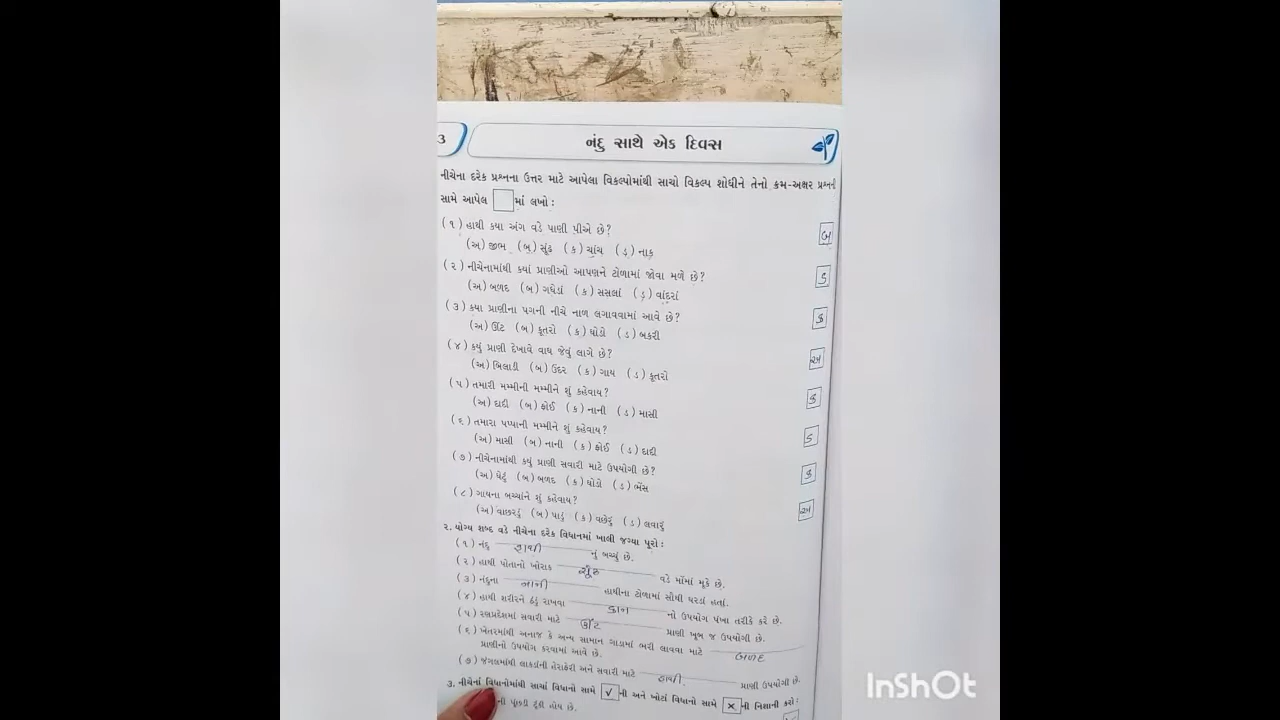 ૩
નંદુ સાથે એક દિવસ
નીચેના દરેક પ્રશ્નના ઉત્તર માટે આપેલા વિકલ્પોમાંથી સાચો વિકલ્પ શોધીને તેનો ક્રમ-અક્ષર પ્રશ્નની
સામે આપેલ માં લખો :
(૧) હાથી કયા અંગ વડે પાણી પીએ છે? બ
(અ) જીભ (બ) સૂંઢ (ક) ચાંચ (ડ) નાક
(૨) નીચેનામાંથી કયાં પ્રાણીઓ આપણને ટોળામાં જોવા મળે છે? ડ
(અ) બળદ (બ) ગધેડાં (ક) સસલાં (ડ) વાંદરાં
(૩) કયા પ્રાણીના પગની નીચે નાળ લગાવવામાં આવે છે? ક
(અ) ઊંટ (બ) કૂતરો (ક) ઘોડો (ડ) બકરી
(૪) કયું પ્રાણી દેખાવે વાઘ જેવું લાગે છે? અ
(અ) બિલાડી (બ) ઉંદર (ક) ગાય (ડ) કૂતરો
(૫) તમારી મમ્મીની મમ્મીને શું કહેવાય? ક
(અ) દાદી (બ) ફોઈ (ક) નાની (ડ) માસી
(૬) તમારા પપ્પાની મમ્મીને શું કહેવાય? ડ
(અ) માસી (બ) નાની (ક) ફોઈ (ડ) દાદી
(૭) નીચેનામાંથી કયું પ્રાણી સવારી માટે ઉપયોગી છે? ક
(અ) ઘેટું (બ) બળદ (ક) ઘોડો (ડ) ભેંસ
(૮) ગાયના બચ્ચાંને શું કહેવાય? અ
(અ) વાછરડું (બ) પાડું (ક) વછેરું (ડ) લવારું
૨. યોગ્ય શબ્દ વડે નીચેના દરેક વિધાનમાં ખાલી જગ્યા પૂરો :
(૧) નંદુ હાથી નું બચ્ચું છે.
(૨) હાથી પોતાનો ખોરાક સૂંઢ વડે મોંમાં મૂકે છે.
(૩) નંદુના નાની હાથીના ટોળામાં સૌથી ઘરડાં હતાં.
(૪) હાથી શરીરને ઠંડું રાખવા કાન નો ઉપયોગ પંખા તરીકે કરે છે.
(૫) રણપ્રદેશમાં સવારી માટે ઊંટ પ્રાણી ખૂબ જ ઉપયોગી છે.
(૬) ખેતરમાંથી અનાજ કે અન્ય સામાન ગાડામાં ભરી લાવવા માટે બળદ
પ્રાણીનો ઉપયોગ કરવામાં આવે છે.
(૭) જંગલમાંથી લાકડાંની હેરાફેરી અને સવારી માટે હાથી પ્રાણી ઉપયોગી છે.
૩. નીચેનાં વિધાનોમાંથી સાચાં વિધાનો સામે ✓ ની અને ખોટાં વિધાનો સામે × ની નિશાની કરો :
ની પૂંછડી ટૂંકી હોય છે.
InShOt